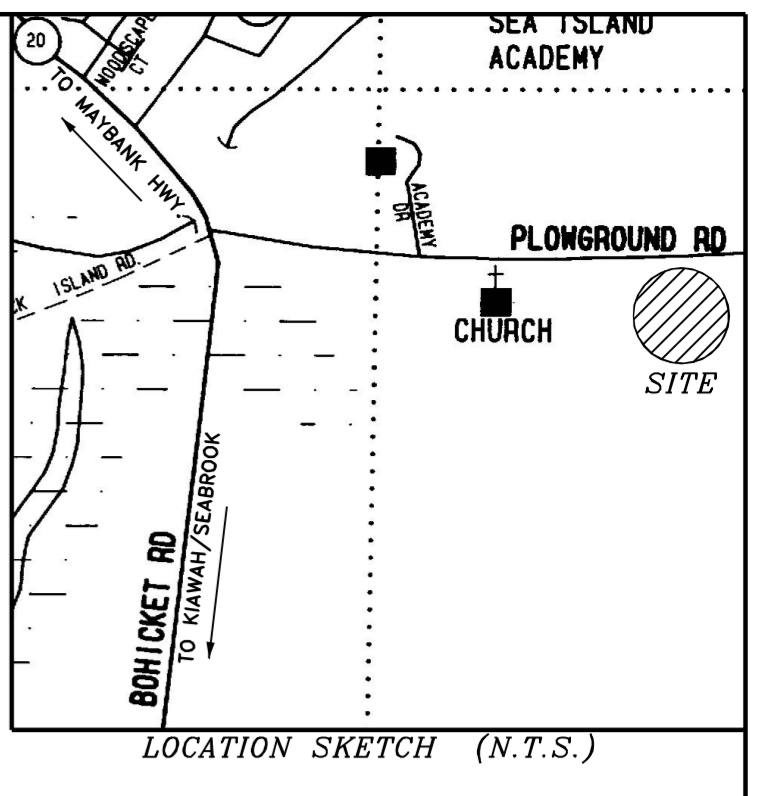 SEA ISLAND
ACADEMY
20
WOODSCAPE
CT
TO MAYBANK HWY.
ACADEMY
DR
PLOWGROUND RD
ISLAND RD.
CHURCH
SITE
BOHICKET RD
TO KIAWAH/SEABROOK
LOCATION SKETCH (N.T.S.)